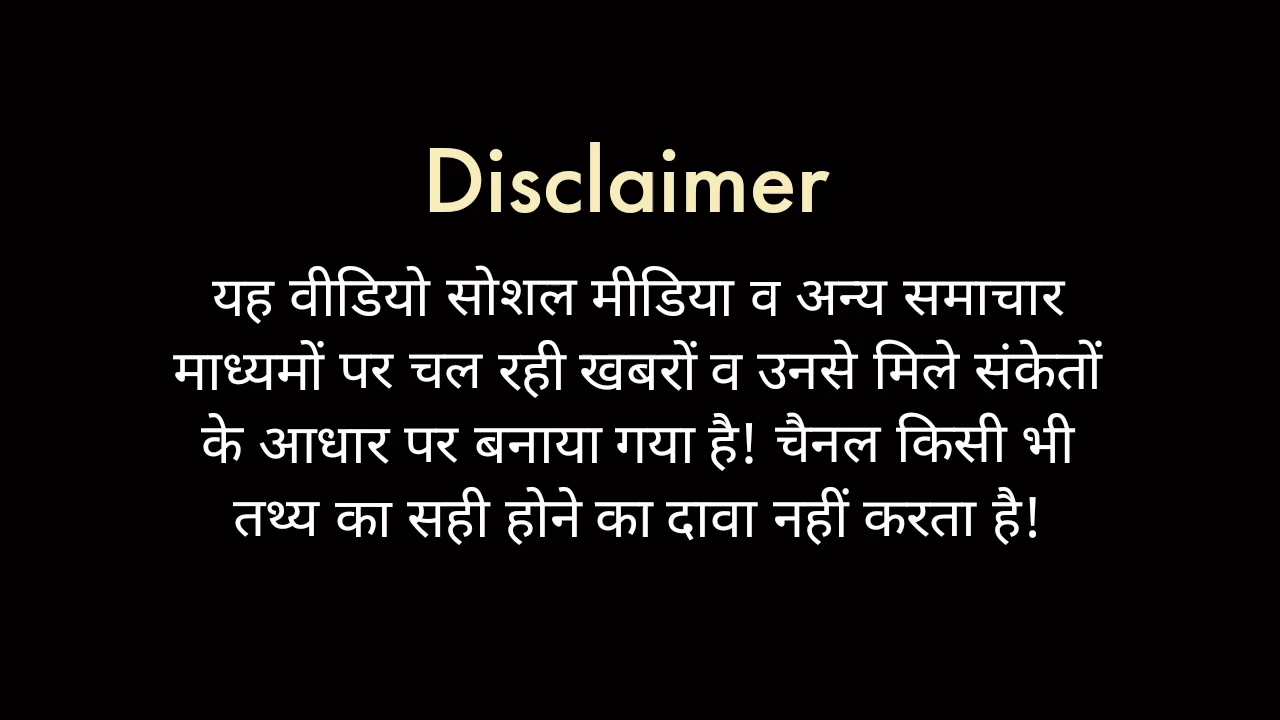 Disclaimer
यह वीडियो सोशल मीडिया व अन्य समाचार
माध्यमों पर चल रही खबरों व उनसे मिले संकेतों
के आधार पर बनाया गया है! चैनल किसी भी
तथ्य का सही होने का दावा नहीं करता है!